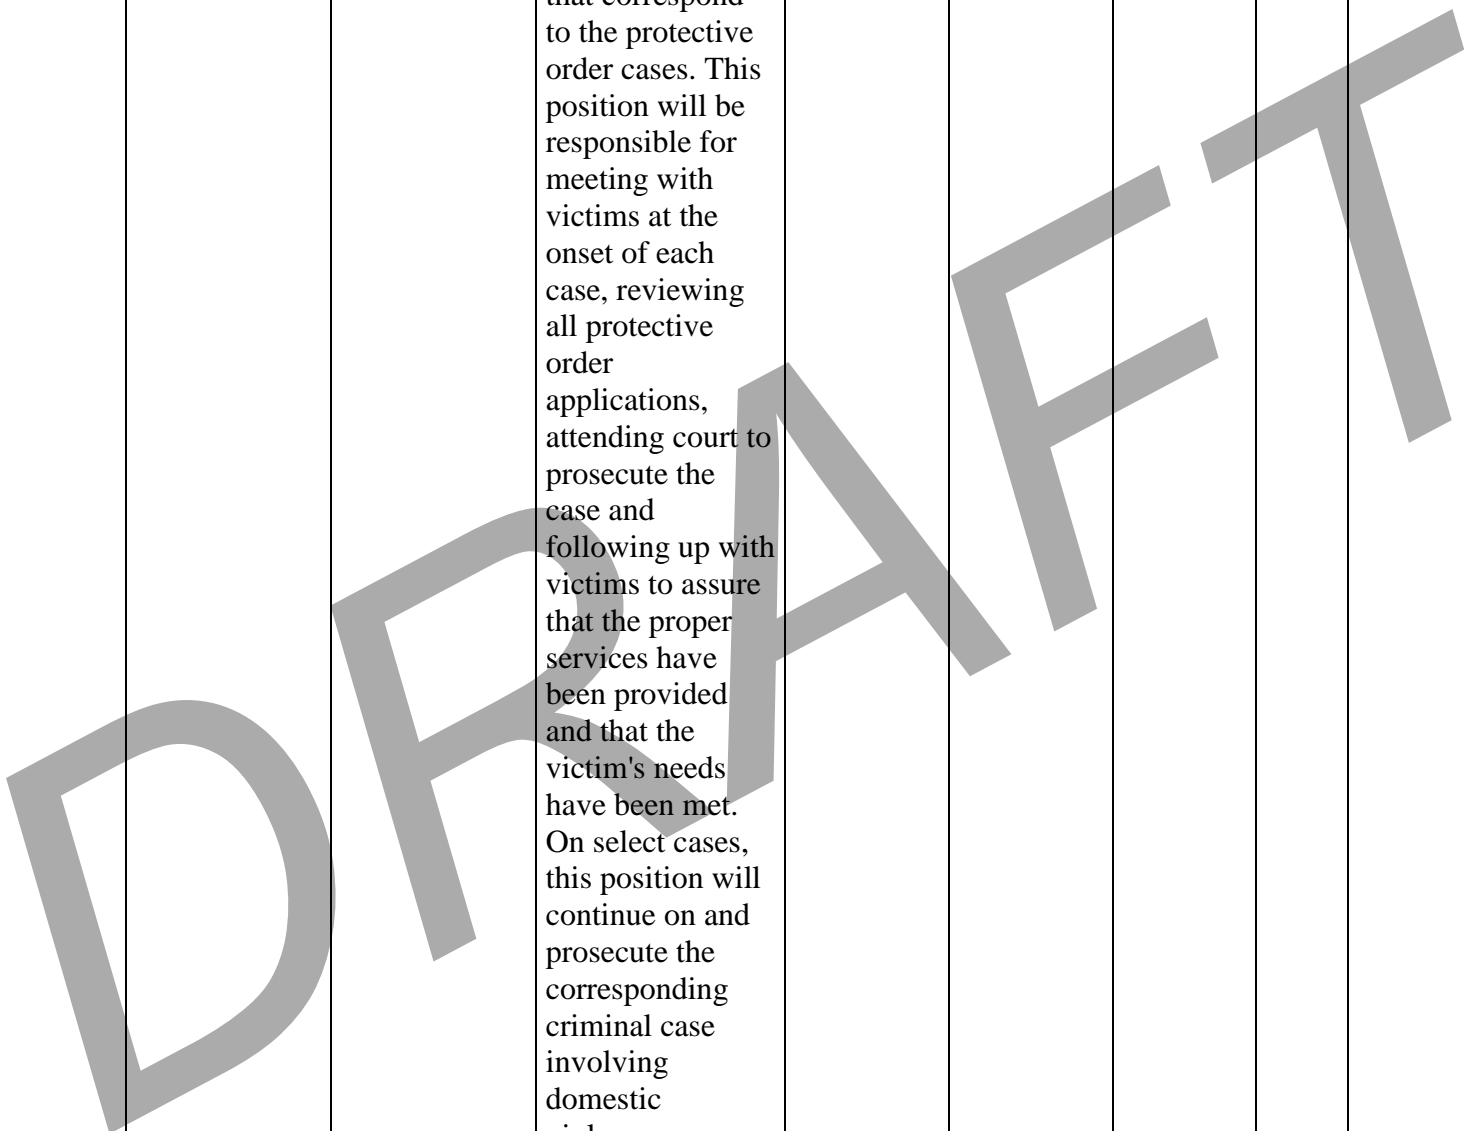 that correspond
to the protective
order cases. This
position will be
responsible for
meeting with
victims at the
onset of each
case, reviewing
all protective
order
applications,
attending court to
prosecute the
case and
following up with
victims to assure
that the proper
services have
been provided
and that the
victim's needs
have been met.
On select cases,
this position will
continue on and
prosecute the
corresponding
criminal case
involving
domestic
DRAFT